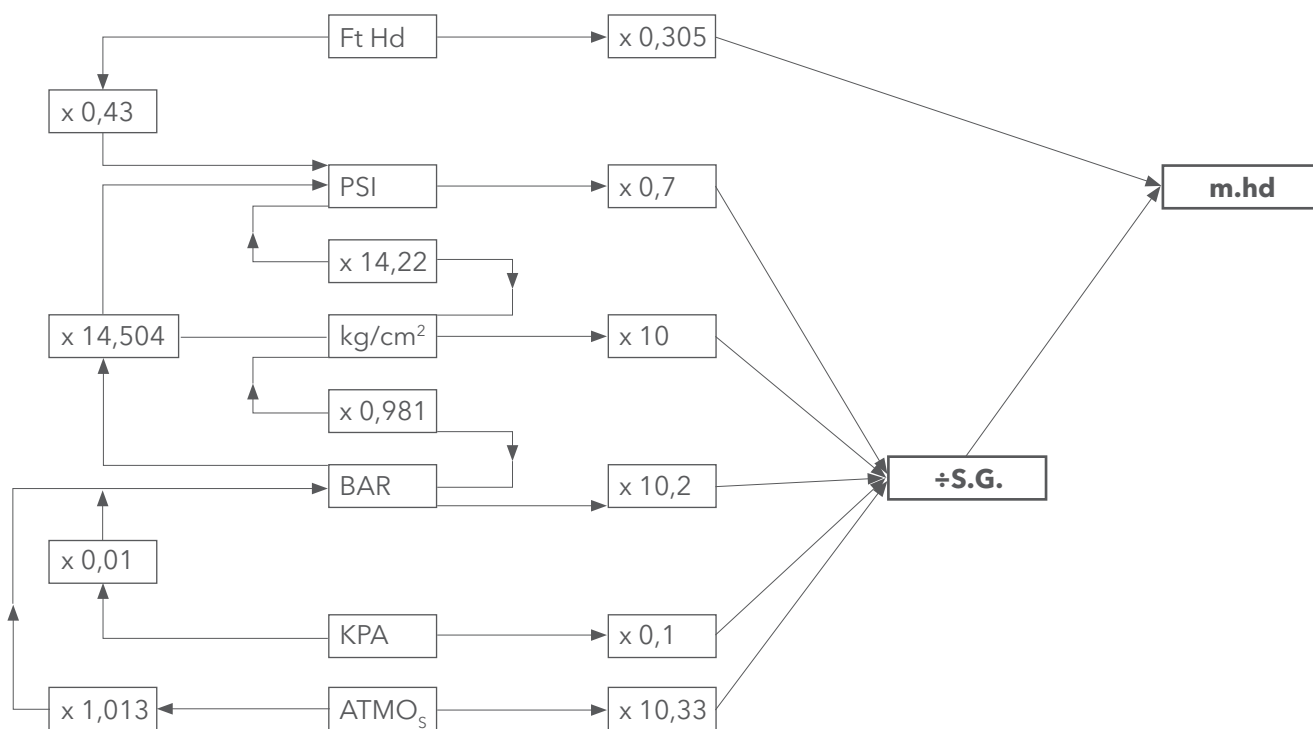 Ft Hd
x 0,305
x 0,43
PSI
x 0,7
m.hd
x 14,22
x 14,504
kg/cm²
x 10
x 0,981
BAR
x 10,2
÷S.G.
x 0,01
KPA
x 0,1
x 1,013
ATMOS
x 10,33